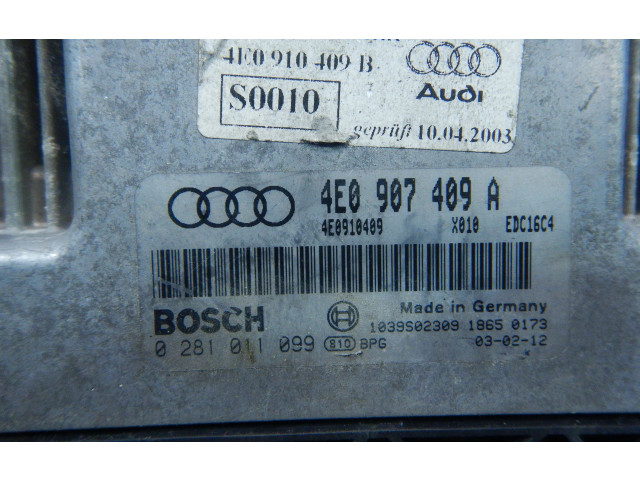 4E0 910 409 B
S0010
Audi
geprüft 10.04.2003
4E0 907 409 A
4E0910409 X010 EDC16C4
Made in Germany
BOSCH
1039S02309 1865 0173
0 281 011 099 810 BPG 03-02-12